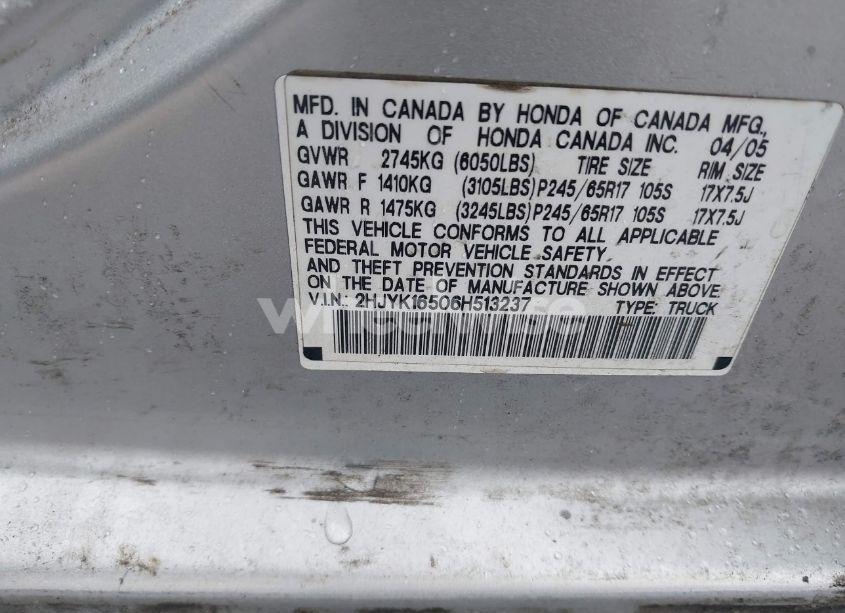 MFD. IN CANADA BY HONDA OF CANADA MFG.,
A DIVISION OF HONDA CANADA INC. 04/05
GVWR 2745KG (6050LBS) TIRE SIZE RIM SIZE
GAWR F 1410KG (3105LBS) P245/65R17 105S 17X7.5J
GAWR R 1475KG (3245LBS) P245/65R17 105S 17X7.5J
THIS VEHICLE CONFORMS TO ALL APPLICABLE
FEDERAL MOTOR VEHICLE SAFETY
AND THEFT PREVENTION STANDARDS IN EFFECT
ON THE DATE OF MANUFACTURE SHOWN ABOVE.
V.I.N.: 2HJYK16506H513237 TYPE: TRUCK